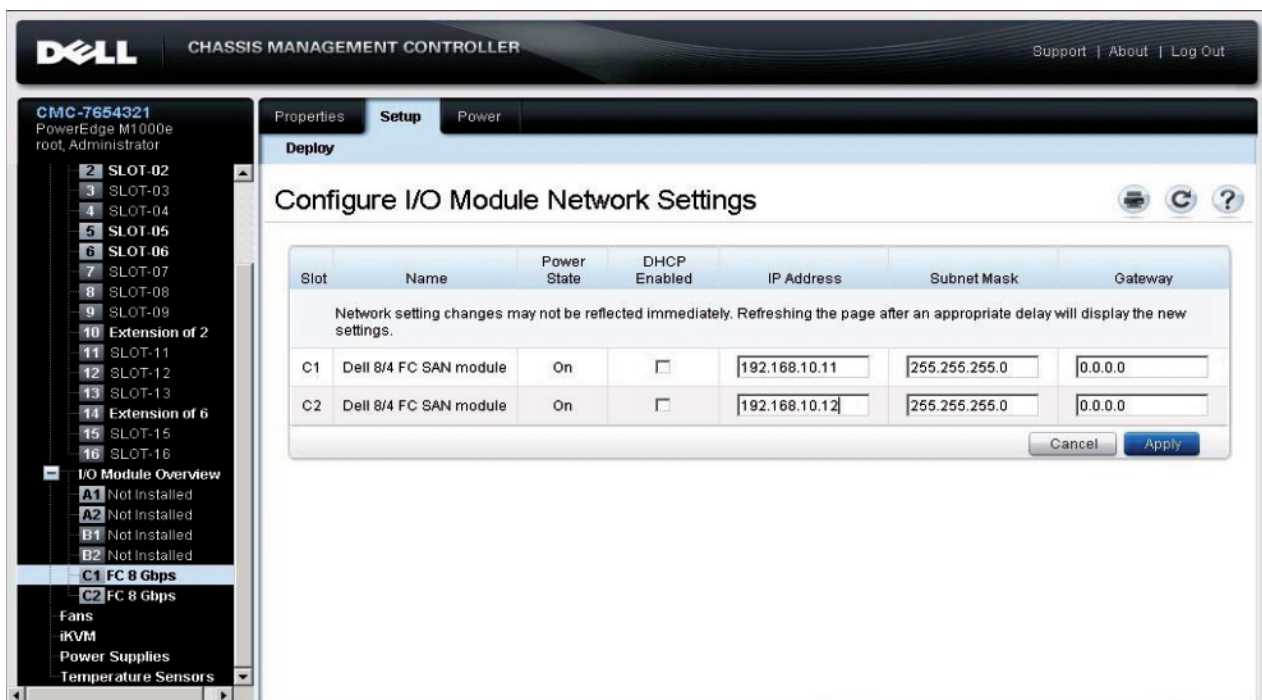 DELL
CHASSIS MANAGEMENT CONTROLLER
Support | About | Log Out
CMC-7654321
PowerEdge M1000e
root, Administrator
2 SLOT-02
3 SLOT-03
4 SLOT-04
5 SLOT-05
6 SLOT-06
7 SLOT-07
8 SLOT-08
9 SLOT-09
10 Extension of 2
11 SLOT-11
12 SLOT-12
13 SLOT-13
14 Extension of 6
15 SLOT-15
16 SLOT-16
I/O Module Overview
A1 Not Installed
A2 Not Installed
B1 Not Installed
B2 Not Installed
C1 FC 8 Gbps
C2 FC 8 Gbps
Fans
iKVM
Power Supplies
Temperature Sensors
Properties Setup Power
Deploy
Configure I/O Module Network Settings
Slot Name Power State DHCP Enabled IP Address Subnet Mask Gateway
Network setting changes may not be reflected immediately. Refreshing the page after an appropriate delay will display the new
settings.
C1 Dell 8/4 FC SAN module On 192.168.10.11 255.255.255.0 0.0.0.0
C2 Dell 8/4 FC SAN module On 192.168.10.12 255.255.255.0 0.0.0.0
Cancel Apply